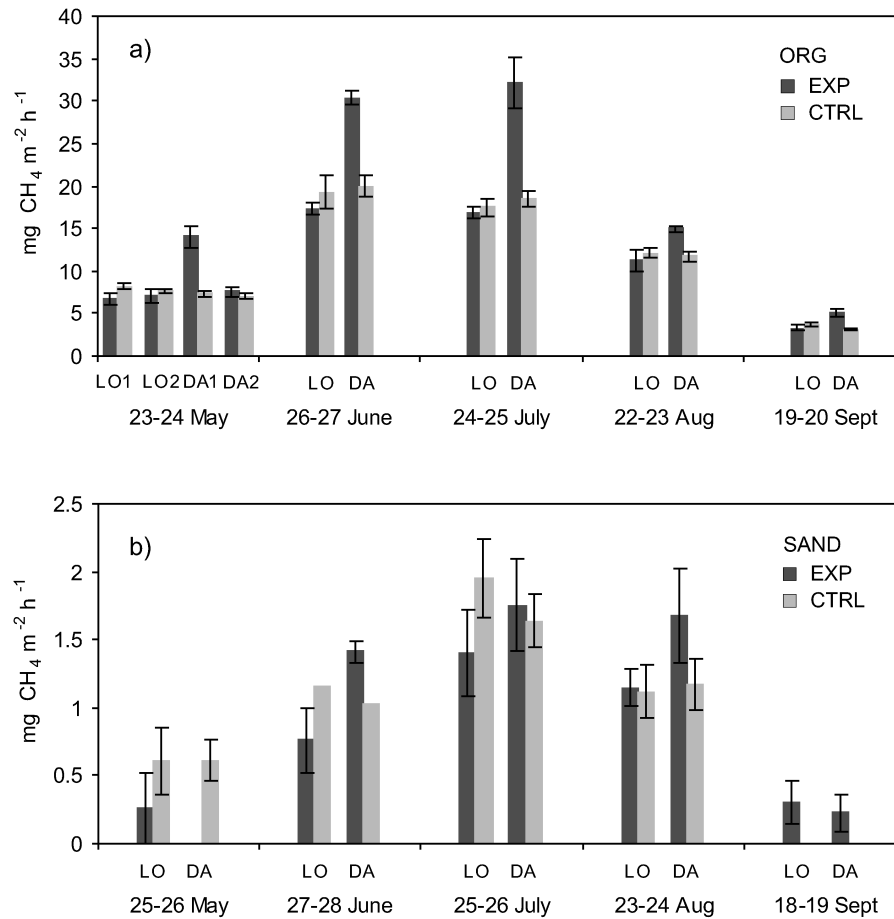 40
35
30
25
20
15
10
5
0
mg CH₄ m⁻² h⁻¹
a)
ORG
EXP
CTRL
LO1 LO2 DA1 DA2 LO DA LO DA LO DA LO DA
23-24 May 26-27 June 24-25 July 22-23 Aug 19-20 Sept
2.5
2
1.5
1
0.5
0
mg CH₄ m⁻² h⁻¹
b)
SAND
EXP
CTRL
LO DA LO DA LO DA LO DA LO DA
25-26 May 27-28 June 25-26 July 23-24 Aug 18-19 Sept